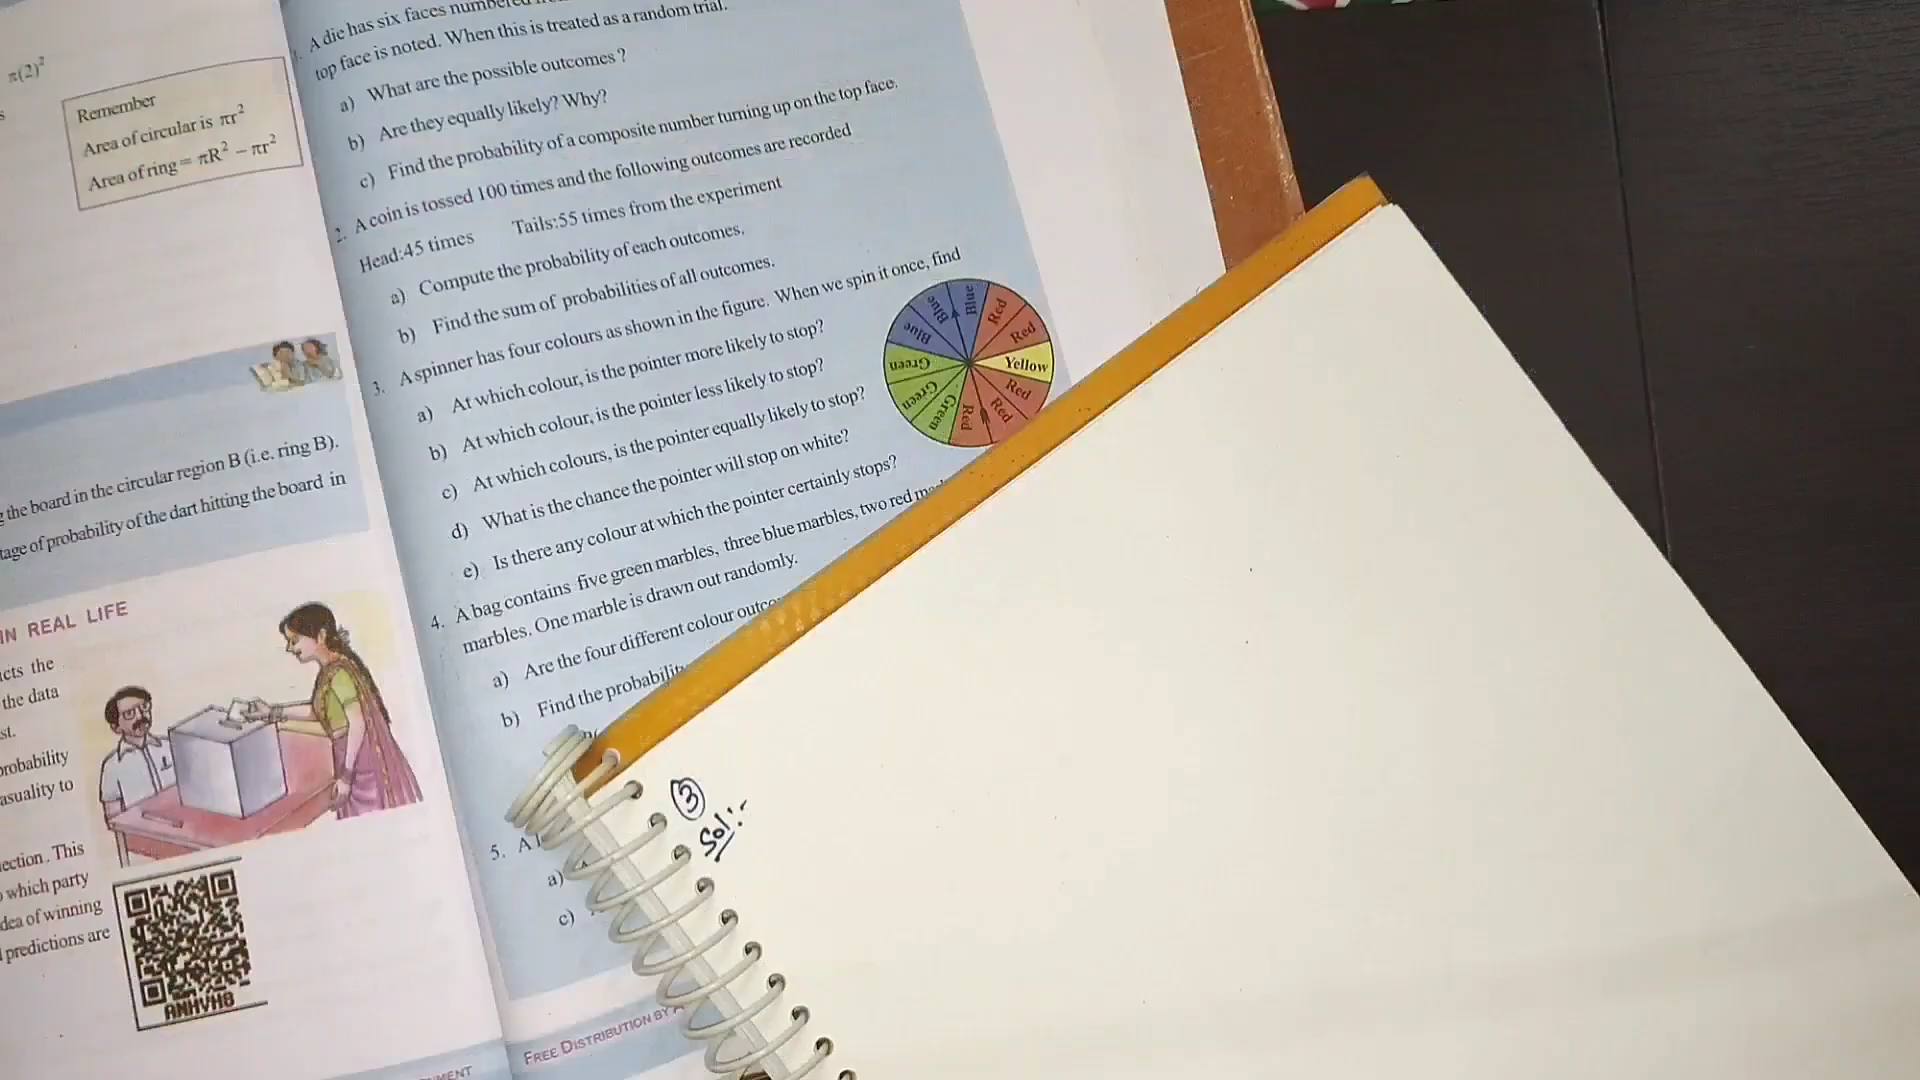 π(2)²
Remember
Area of circular is πr²
Area of ring = πR² − πr²
the board in the circular region B (i.e. ring B).
tage of probability of the dart hitting the board in
IN REAL LIFE
the
the data
st.
probability
asuality to
ection . This
which party
dea of winning
predictions are
ANHVH8
A die has six faces numbered
top face is noted. When this is treated as a random trial.
a) What are the possible outcomes ?
b) Are they equally likely? Why?
c) Find the probability of a composite number turning up on the top face.
2. A coin is tossed 100 times and the following outcomes are recorded
Head:45 times Tails:55 times from the experiment
a) Compute the probability of each outcomes.
b) Find the sum of probabilities of all outcomes.
3. A spinner has four colours as shown in the figure. When we spin it once, find
a) At which colour, is the pointer more likely to stop?
b) At which colour, is the pointer less likely to stop?
c) At which colours, is the pointer equally likely to stop?
d) What is the chance the pointer will stop on white?
e) Is there any colour at which the pointer certainly stops?
Blue
Blue
Blue
Red
Red
Yellow
Red
Red
Red
Green
Green
Green
4. A bag contains five green marbles, three blue marbles, two red
marbles. One marble is drawn out randomly.
a) Are the four different colour
b) Find the
5. A
a)
c)
FREE DISTRIBUTION BY
3
Sol:-